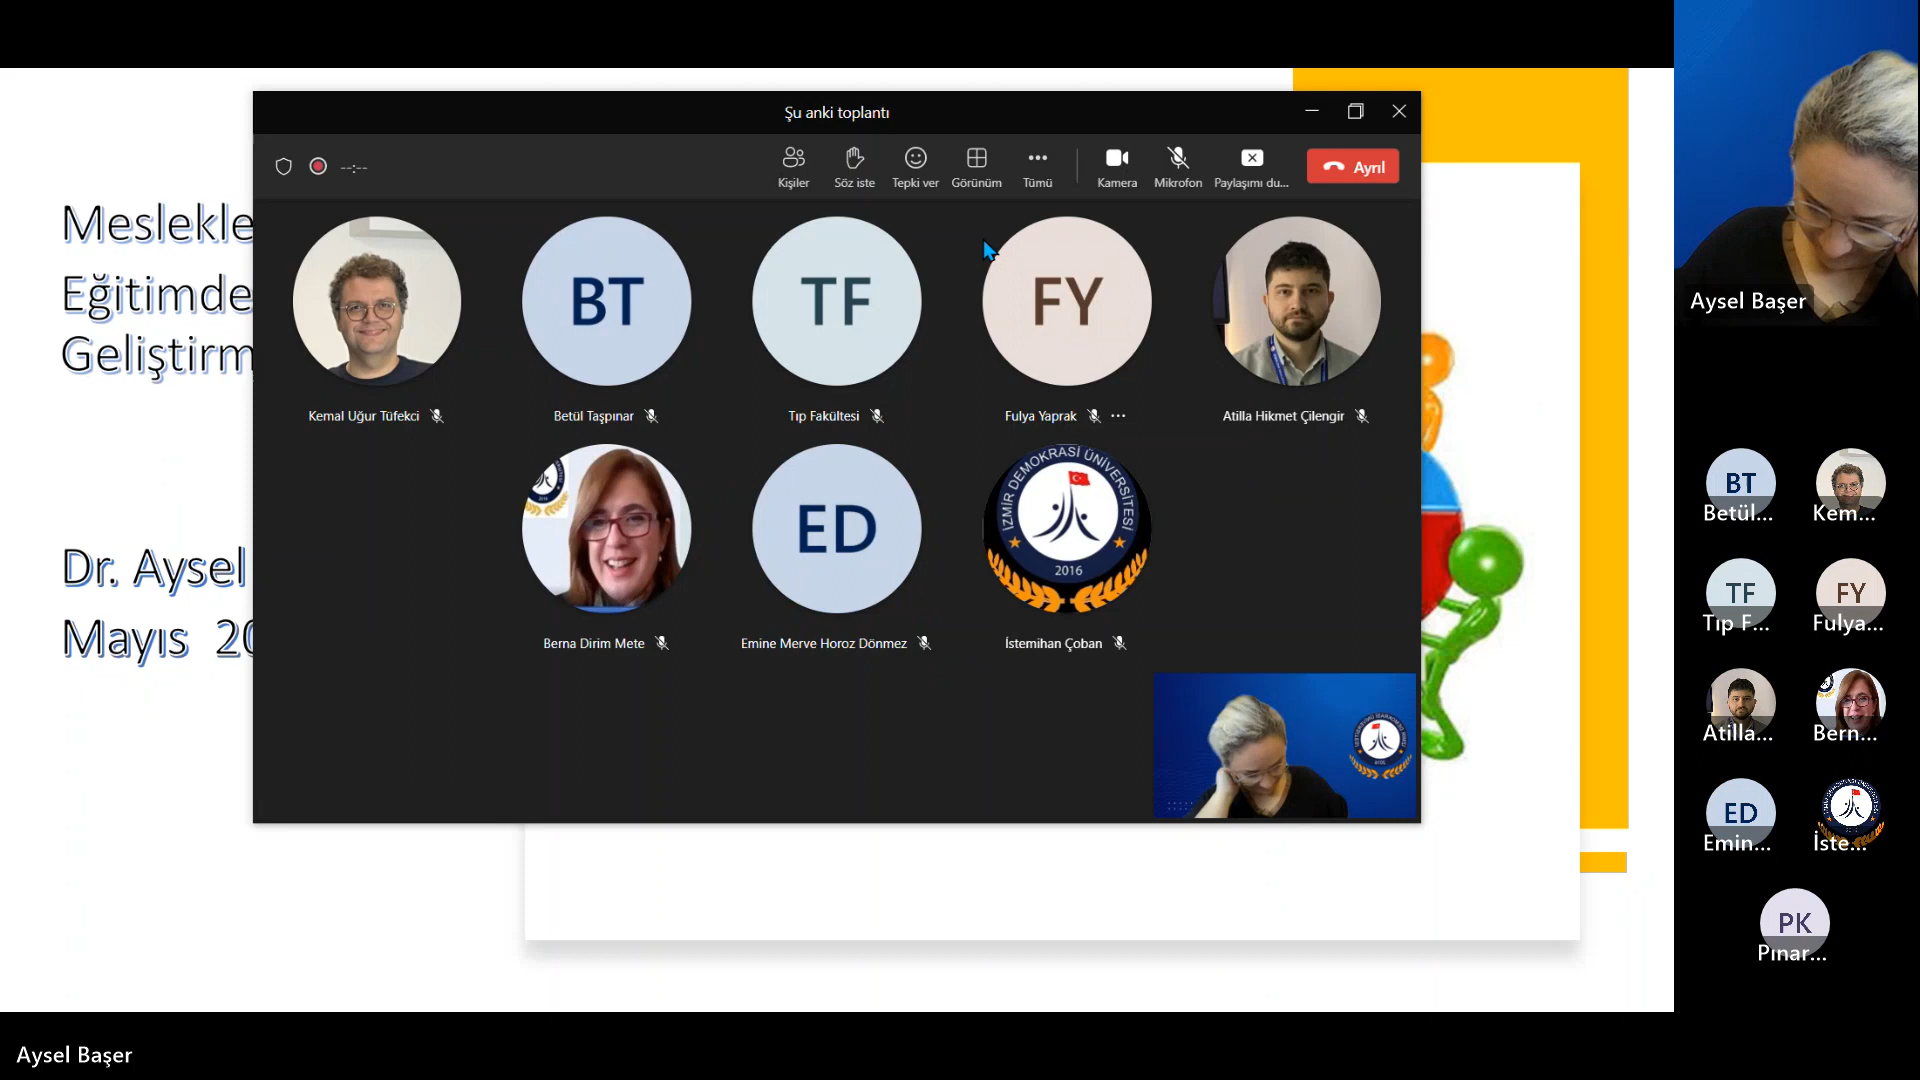 Şu anki toplantı
--:--
Kişiler
Söz iste
Tepki ver
Görünüm
Tümü
Kamera
Mikrofon
Paylaşımı du...
Ayrıl
Meslekle
Eğitimde
Geliştirm
Dr. Aysel
Mayıs 20
BT
TF
FY
Kemal Uğur Tüfekci
Betül Taşpınar
Tıp Fakültesi
Fulya Yaprak
Atilla Hikmet Çilengir
ED
İZMİR DEMOKRASİ ÜNİVERSİTESİ
2016
Berna Dirim Mete
Emine Merve Horoz Dönmez
İstemihan Çoban
Aysel Başer
BT
Betül...
Kem...
TF
Tıp F...
FY
Fulya...
Atilla...
Bern...
ED
Emin...
İste...
PK
Pınar...
Aysel Başer